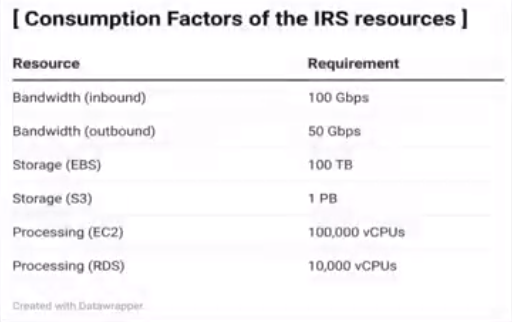 [ Consumption Factors of the IRS resources ]
Resource Requirement
Bandwidth (inbound) 100 Gbps
Bandwidth (outbound) 50 Gbps
Storage (EBS) 100 TB
Storage (S3) 1 PB
Processing (EC2) 100,000 vCPUs
Processing (RDS) 10,000 vCPUs
Created with Datawrapper